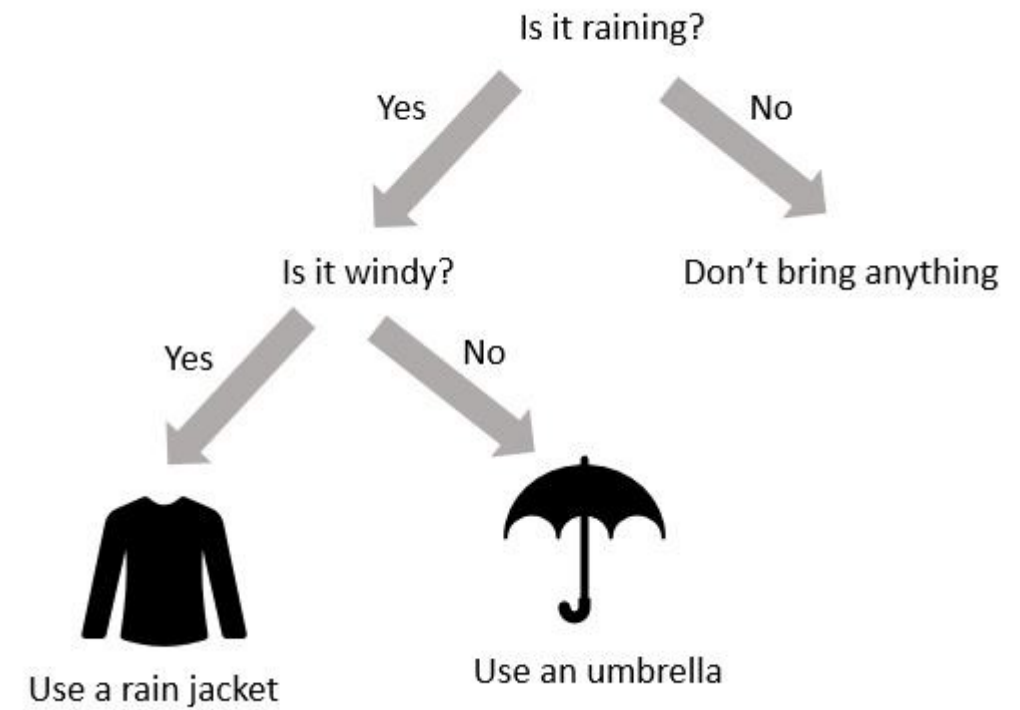 Is it raining?
Yes
No
Is it windy?
Don't bring anything
Yes
No
Use a rain jacket
Use an umbrella